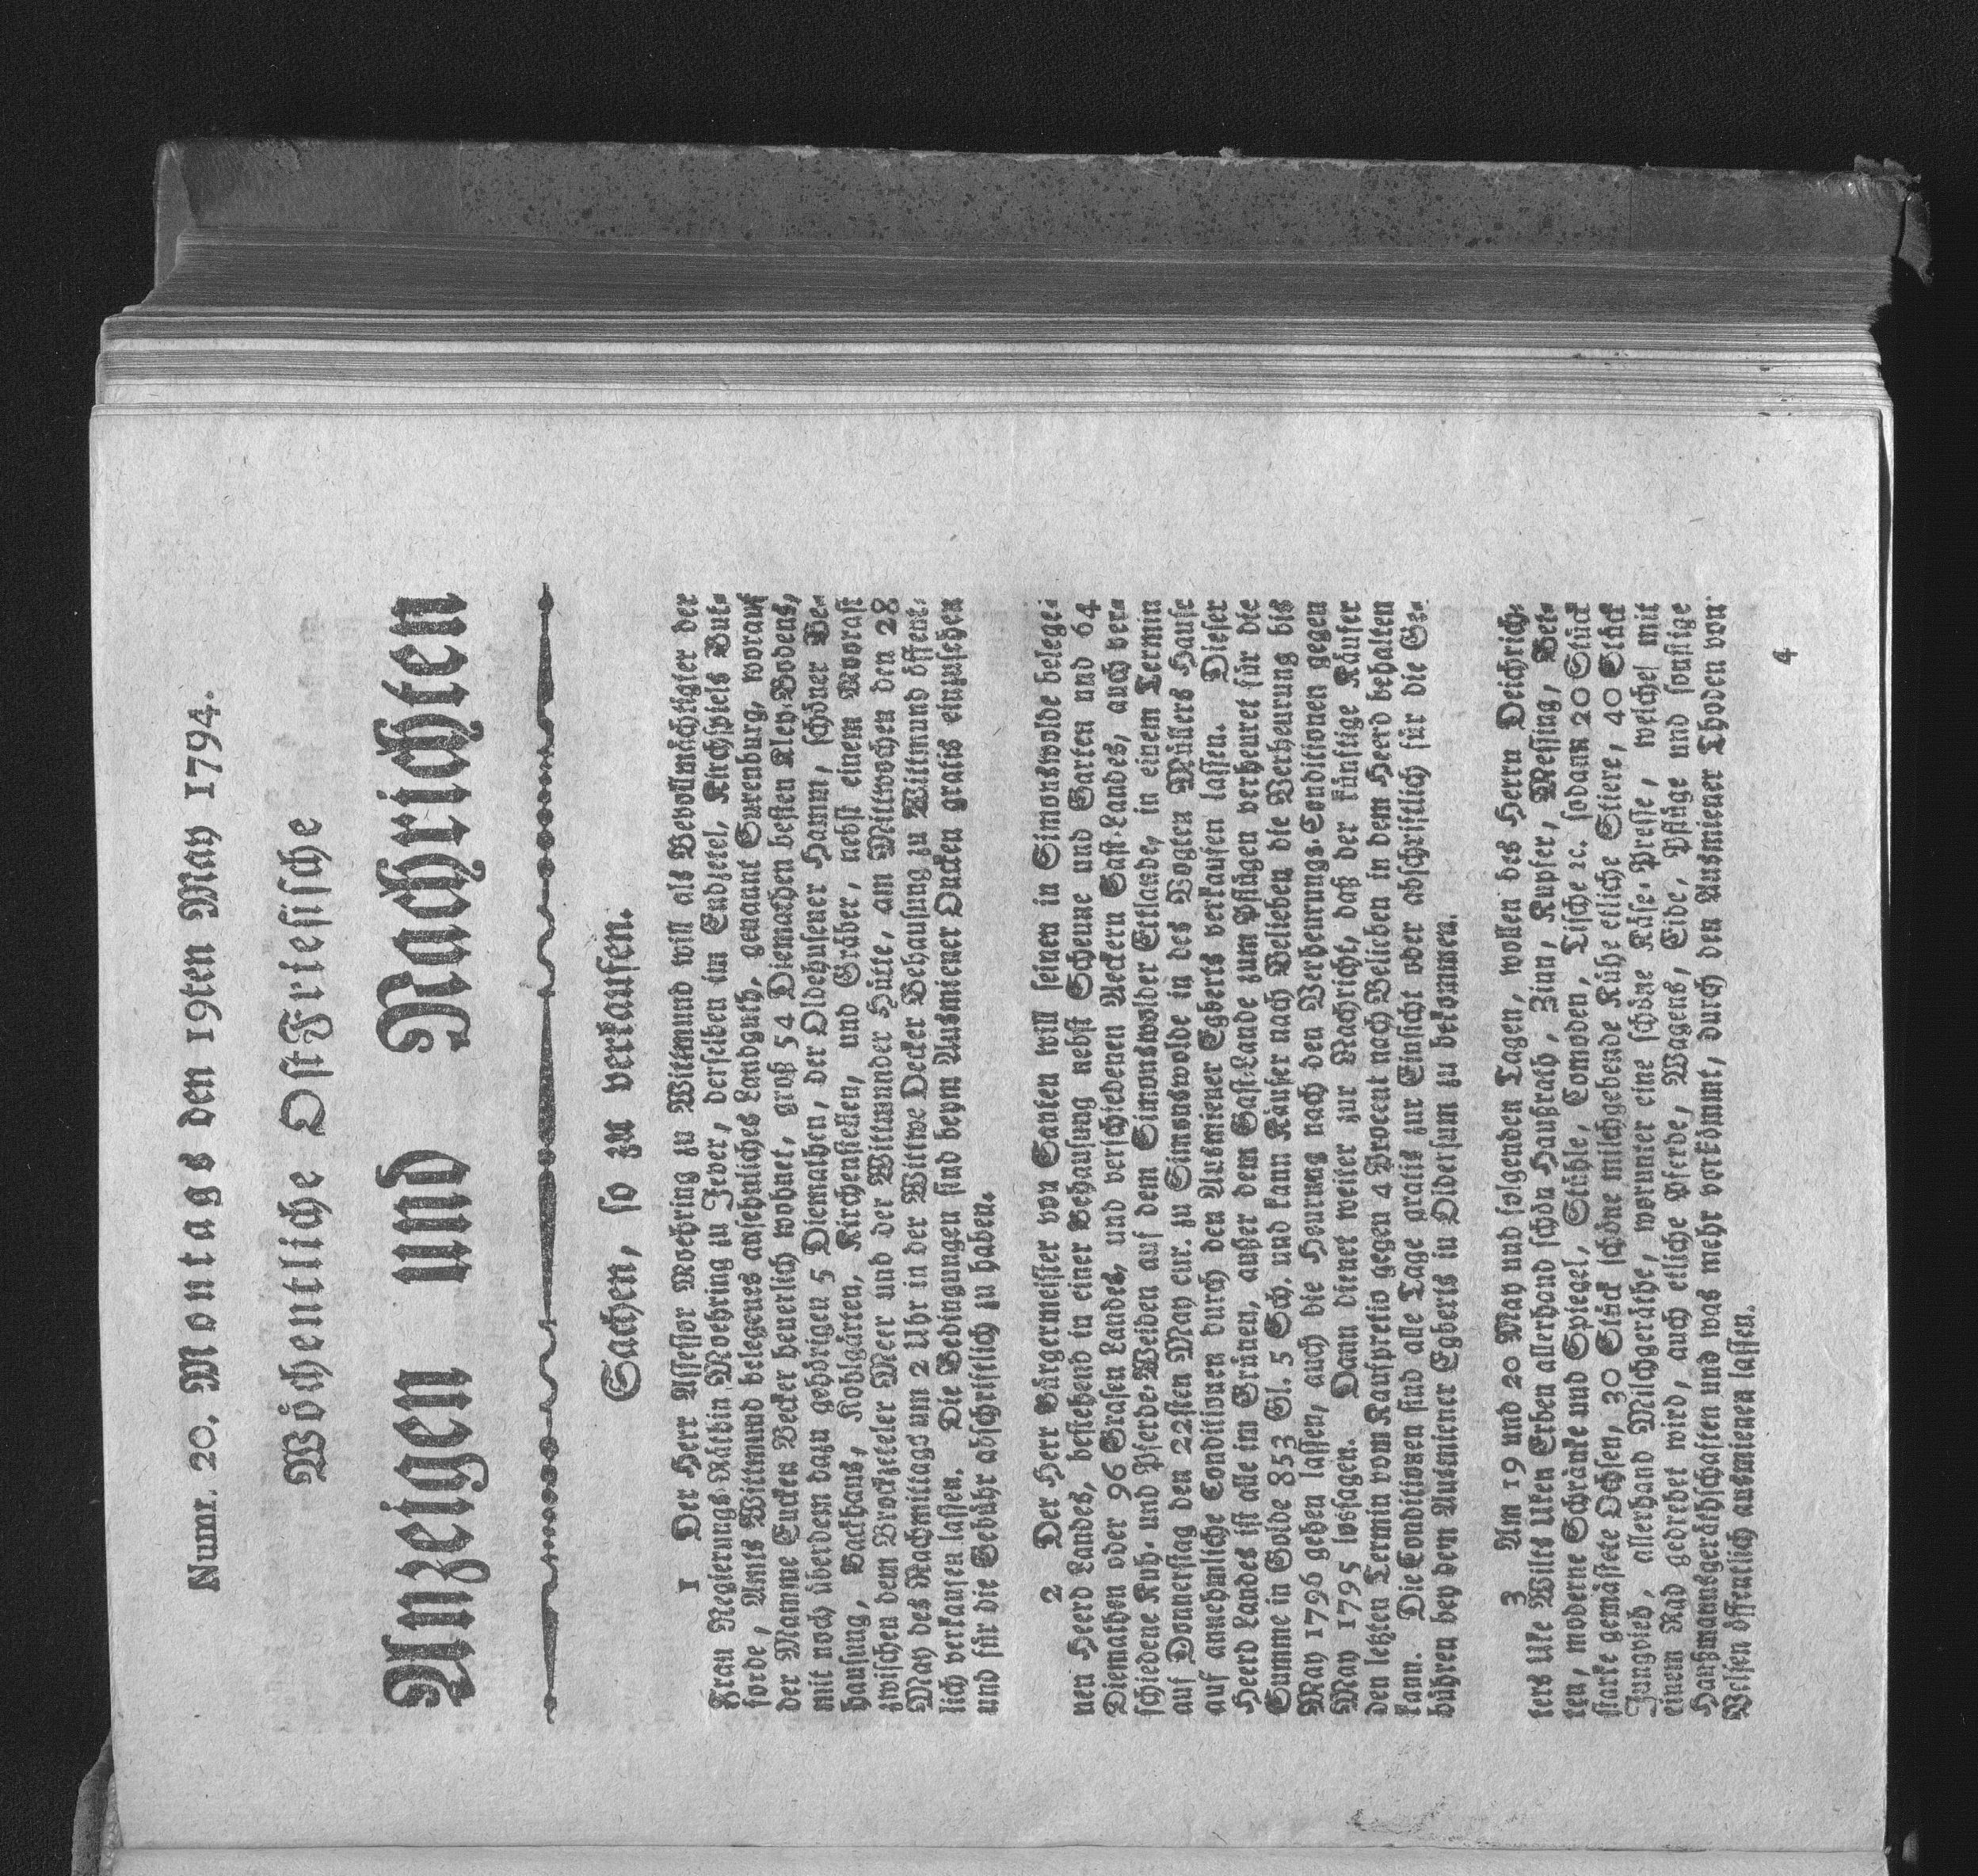 Numr. 20. Montags den 19ten May 1794.
Wöchentliche Ost Friesische
Anzeigen und Nachrichten
Sachen, so zu verkaufen.
1 Der Herr Assessor Moehring zu Wittmund will als Bevollmächtigter der
Frau Regierungs-Räthin Moehring zu Jever, derselben im Endzetel, Kirchspiels But-
forde, Amts Wittmund belegenes ansehnliches Landguth, genannt Surenburg, worauf
der Mamme Eucken Becker heuerlich wohnet, groß 54 Diemathen besten Kley-Bodens,
mit noch überdem dazu gehörigen 5 Diemathen, der Oldehusener Hamm, schöner Be-
hausung, Backhaus, Kohlgärten, Kirchenstellen, und Gräber, nebst einem Moorast
zwischen dem Brockzeteler Meer und der Wittmunder Hütte, am Mittwochen den 28
May des Nachmittags um 2 Uhr in der Wittwe Decker Behausung zu Wittmund öffent-
lich verkaufen lassen. Die Bedingungen sind beym Ausmiener Oncken gratis einzusehen
und für die Gebühr abschriftlich zu haben.
2 Der Herr Bürgermeister von Santen will seinen in Simonswolde belege-
nen Heerd Landes, bestehend in einer Behausung nebst Scheune und Garten und 64
Diemathen oder 96 Grasen Landes, und verschiedenen Aeckern Gast-Landes, auch ver-
schiedene Kuh- und Pferde-Weiden auf dem Simonswolder Ettlande, in einem Termin
auf Donnerstag den 22sten May cur. zu Simonswolde in des Vogten Müllers Hause
auf annehmliche Conditionen durch den Ausmiener Egberts verkaufen lassen. Dieser
Heerd Landes ist alle im Grünen, außer dem Gast-Lande zum Pflügen verheuret für die
Summe in Golde 853 Gl. 5 Sch. und kann Käufer nach Belieben die Verheurung bis
May 1796 gehen lassen, auch die Heurung nach den Verheurungs-Conditionen gegen
May 1795 lossagen. Dann dienet weiter zur Nachricht, daß der künftige Käufer
den letzten Termin vom Kaufpretio gegen 4 Procent nach Belieben in dem Heerd behalten
kann. Die Conditionen sind alle Tage gratis zur Einsicht oder abschriftlich für die Ge-
bühren bey dem Ausmiener Egberts in Oldersum zu bekommen.
3 Am 19 und 20 May und folgenden Tagen, wollen des Herrn Deichrich-
ters Uke Wilts Uken Erben allerhand schön Haußrath, Zinn, Kupfer, Messing, Bet-
ten, moderne Schränke und Spiegel, Stühle, Comoden, Tische rc. sodann 20 Stück
starke gemästete Ochsen, 30 Stück schöne milchgebende Kühe etliche Stiere, 40 Stück
Jungvieh, allerhand Milchgeräthe, worunter eine schöne Käse-Presse, welche mit
einem Rad gedrehet wird, auch etliche Pferde, Wagens, Eide, Pflüge und sonstige
Haußmannsgeräthschaften und was mehr vorkömmt, durch den Ausmiener Thoden von
Velsen öffentlich ausmienen lassen.
4